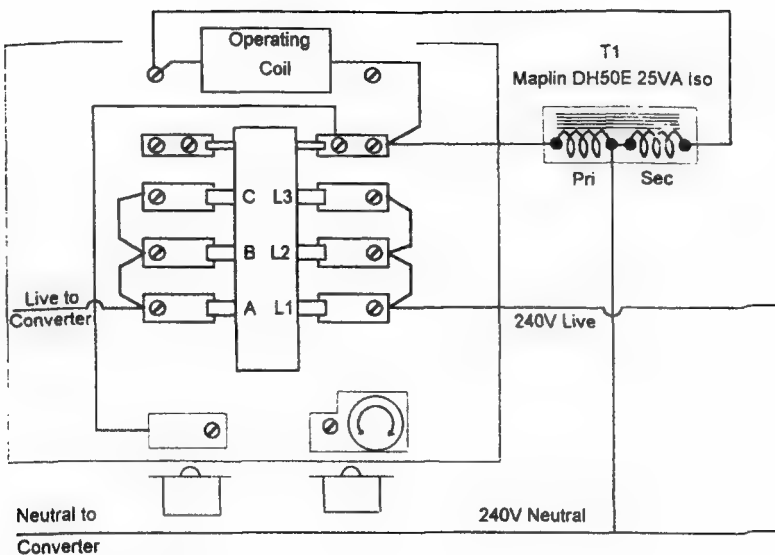 Operating
Coil
T1
Maplin DH50E 25VA Iso
Pri Sec
C L3
B L2
A L1
Live to
Converter
240V Live
Neutral to
Converter
240V Neutral